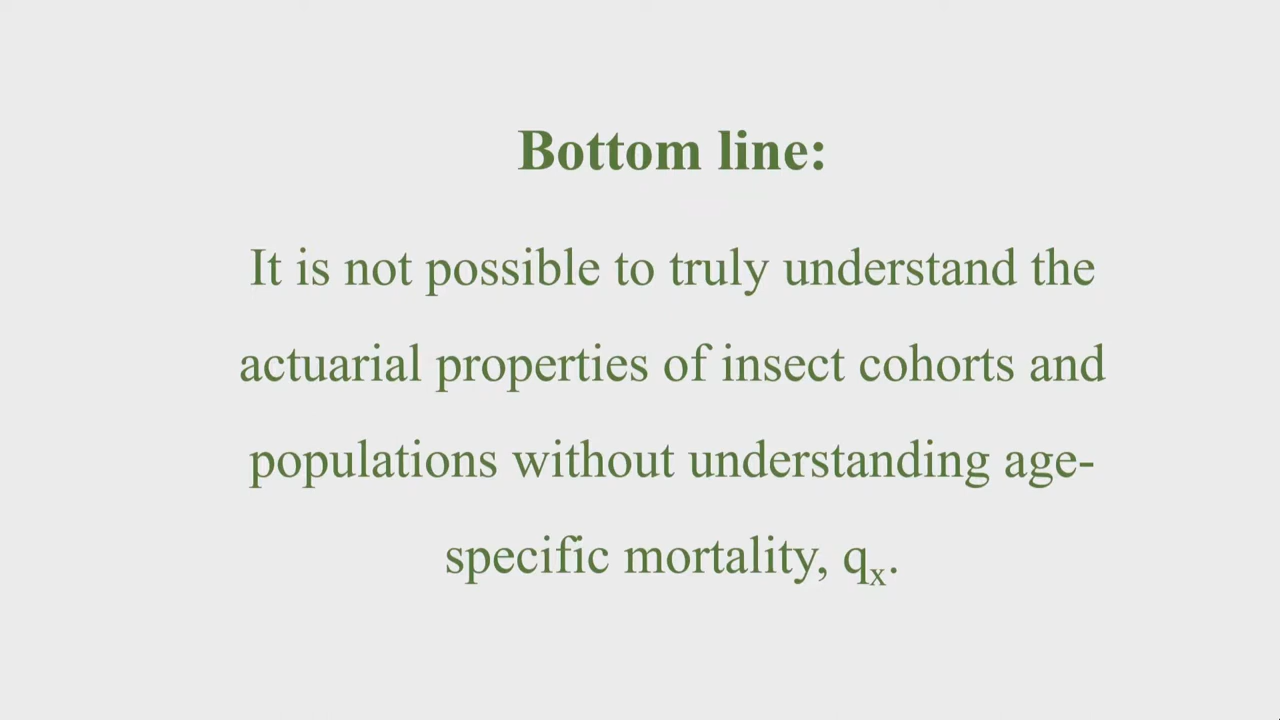 Bottom line:
It is not possible to truly understand the
actuarial properties of insect cohorts and
populations without understanding age-
specific mortality, qₓ.